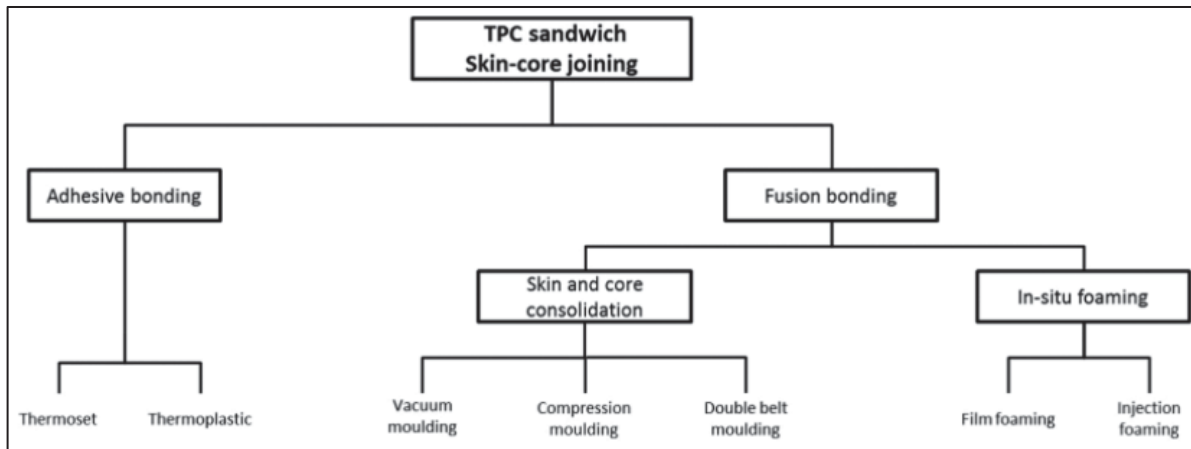 TPC sandwich
Skin-core joining
Adhesive bonding
Fusion bonding
Skin and core
consolidation
In-situ foaming
Thermoset
Thermoplastic
Vacuum
moulding
Compression
moulding
Double belt
moulding
Film foaming
Injection
foaming